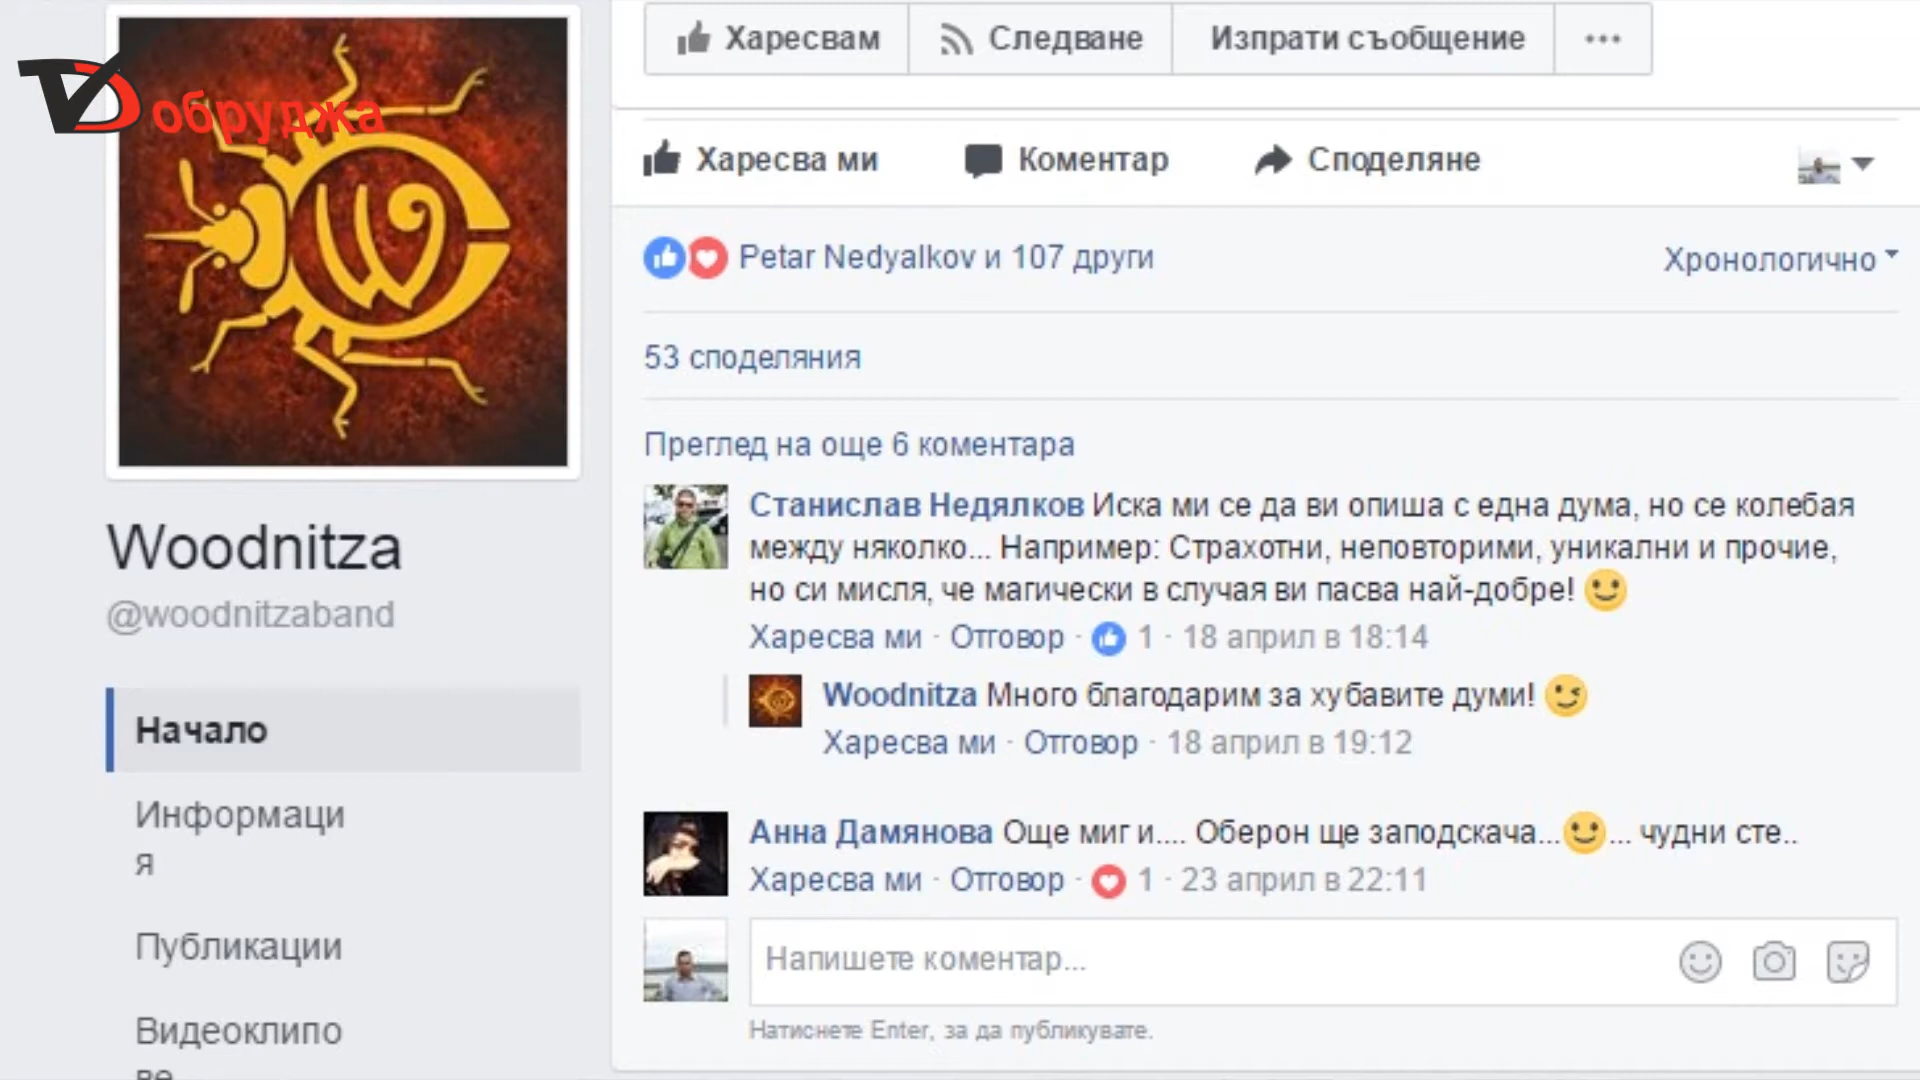 TV Добруджа
Харесвам
Следване
Изпрати съобщение
Харесва ми
Коментар
Споделяне
Petar Nedyalkov и 107 други
Хронологично
53 споделяния
Преглед на още 6 коментара
Станислав Недялков Иска ми се да ви опиша с една дума, но се колебая
между няколко... Например: Страхотни, неповторими, уникални и прочие,
но си мисля, че магически в случая ви пасва най-добре!
Харесва ми · Отговор · 1 · 18 април в 18:14
Woodnitza Много благодарим за хубавите думи!
Харесва ми · Отговор · 18 април в 19:12
Анна Дамянова Още миг и.... Оберон ще заподскача...... чудни сте..
Харесва ми · Отговор · 1 · 23 април в 22:11
Напишете коментар...
Натиснете Enter, за да публикувате.
W
Woodnitza
@woodnitzaband
Начало
Информаци
я
Публикации
Видеоклипо
ве